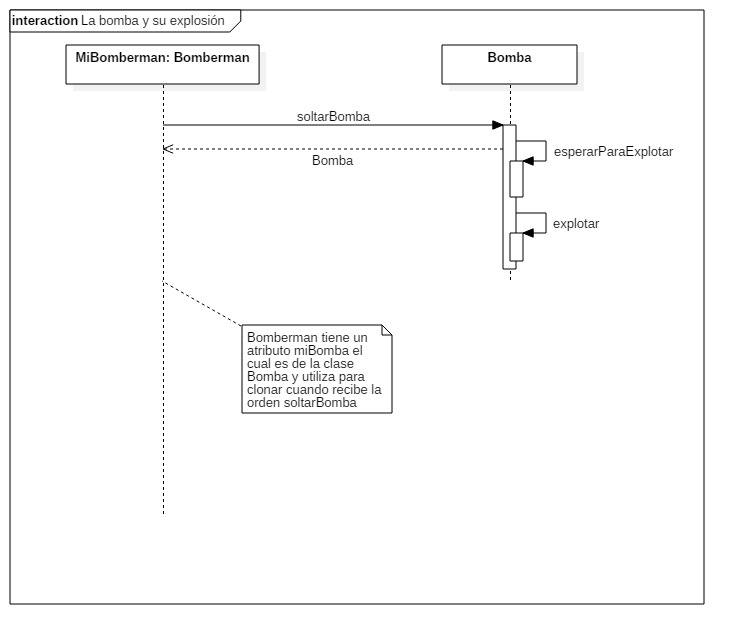 interaction La bomba y su explosión
MiBomberman: Bomberman
Bomba
soltarBomba
esperarParaExplotar
Bomba
explotar
Bomberman tiene un
atributo miBomba el
cual es de la clase
Bomba y utiliza para
clonar cuando recibe la
orden soltarBomba